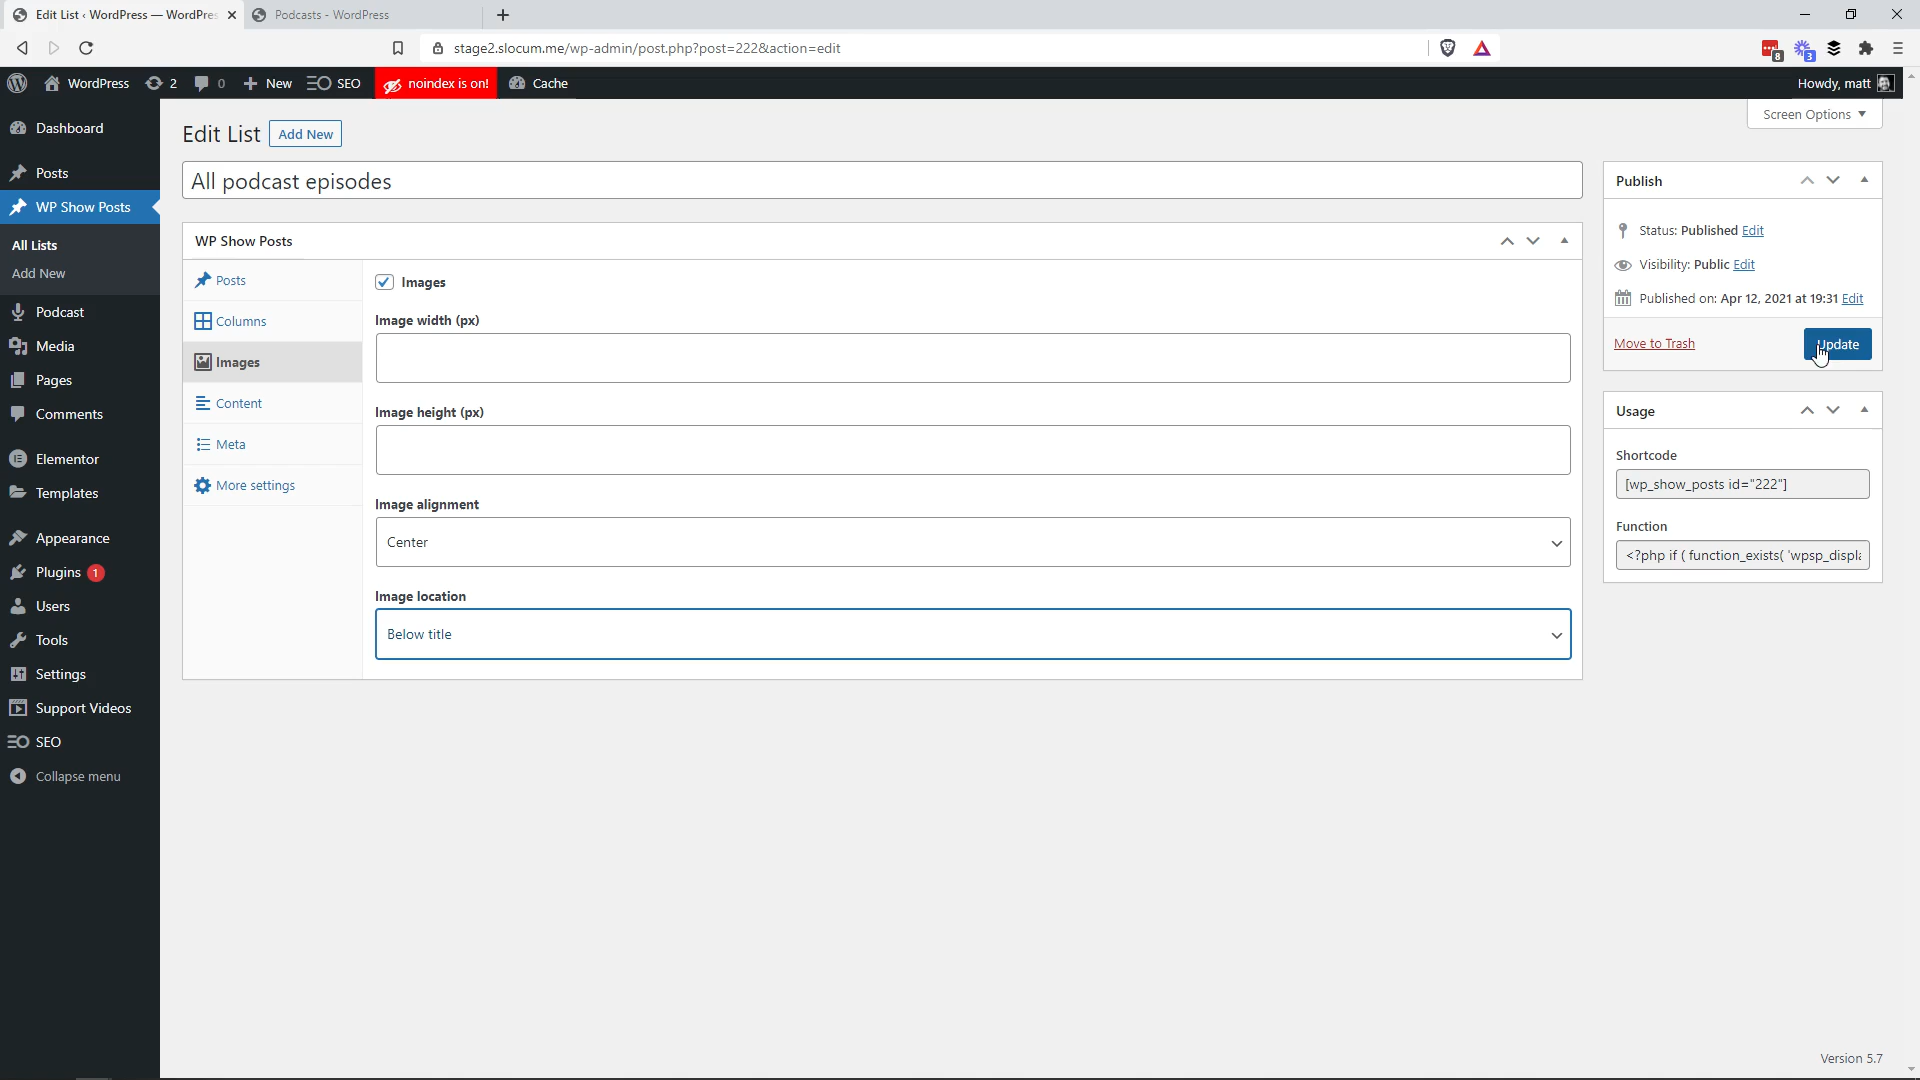 Edit List ‹ WordPress — WordPre
Podcasts - WordPress
stage2.slocum.me/wp-admin/post.php?post=222&action=edit
8
3
WordPress
2
0
New
SEO
noindex is on!
Cache
Howdy, matt
Dashboard
Posts
WP Show Posts
All Lists
Add New
Podcast
Media
Pages
Comments
Elementor
Templates
Appearance
Plugins 1
Users
Tools
Settings
Support Videos
SEO
Collapse menu
Screen Options
Edit List
Add New
All podcast episodes
WP Show Posts
Posts
Columns
Images
Content
Meta
More settings
Images
Image width (px)
Image height (px)
Image alignment
Center
Image location
Below title
Publish
Status: Published Edit
Visibility: Public Edit
Published on: Apr 12, 2021 at 19:31 Edit
Move to Trash
Update
Usage
Shortcode
[wp_show_posts id="222"]
Function
<?php if ( function_exists( 'wpsp_displa
Version 5.7